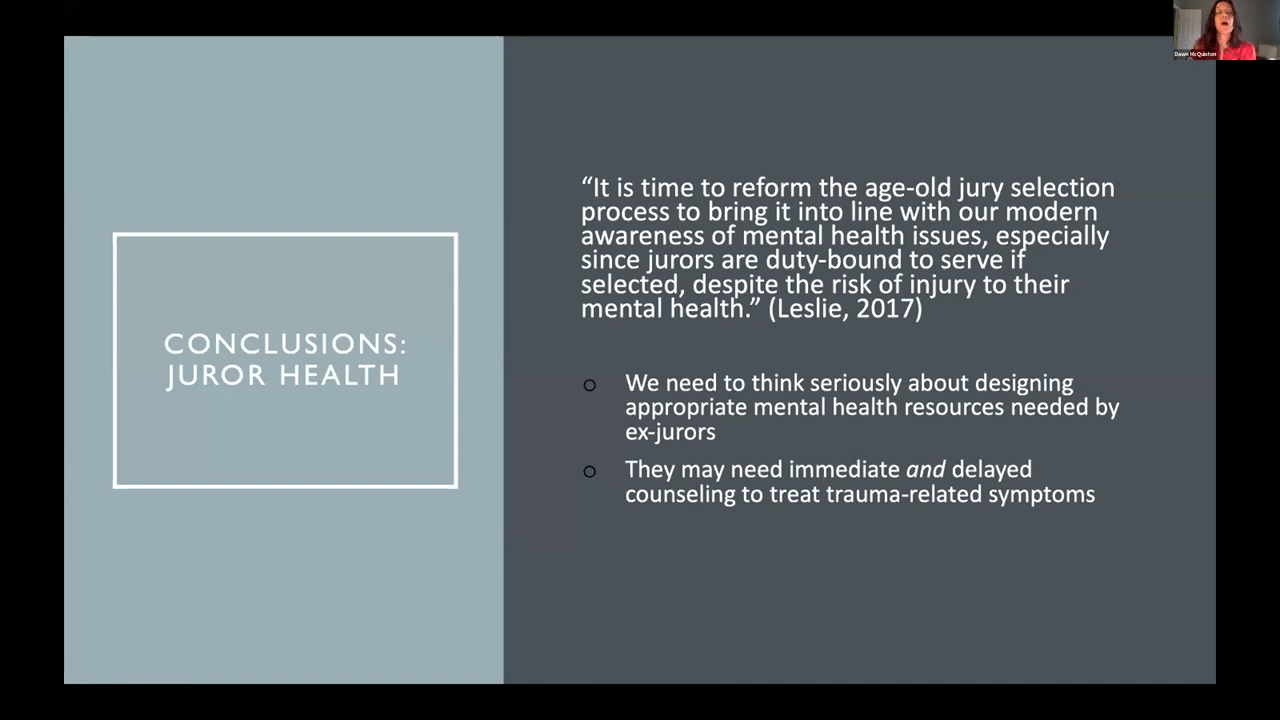 Dawn McQuiston
“It is time to reform the age-old jury selection
process to bring it into line with our modern
awareness of mental health issues, especially
since jurors are duty-bound to serve if
selected, despite the risk of injury to their
mental health.” (Leslie, 2017)
CONCLUSIONS:
JUROR HEALTH
We need to think seriously about designing
appropriate mental health resources needed by
ex-jurors
They may need immediate and delayed
counseling to treat trauma-related symptoms